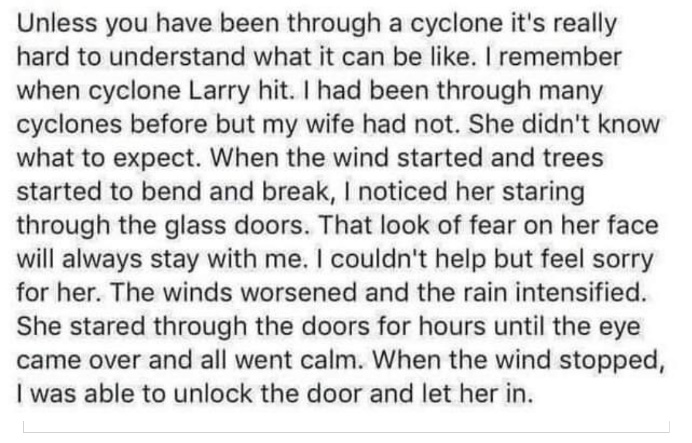 Unless you have been through a cyclone it's really
hard to understand what it can be like. I remember
when cyclone Larry hit. I had been through many
cyclones before but my wife had not. She didn't know
what to expect. When the wind started and trees
started to bend and break, I noticed her staring
through the glass doors. That look of fear on her face
will always stay with me. I couldn't help but feel sorry
for her. The winds worsened and the rain intensified.
She stared through the doors for hours until the eye
came over and all went calm. When the wind stopped,
I was able to unlock the door and let her in.